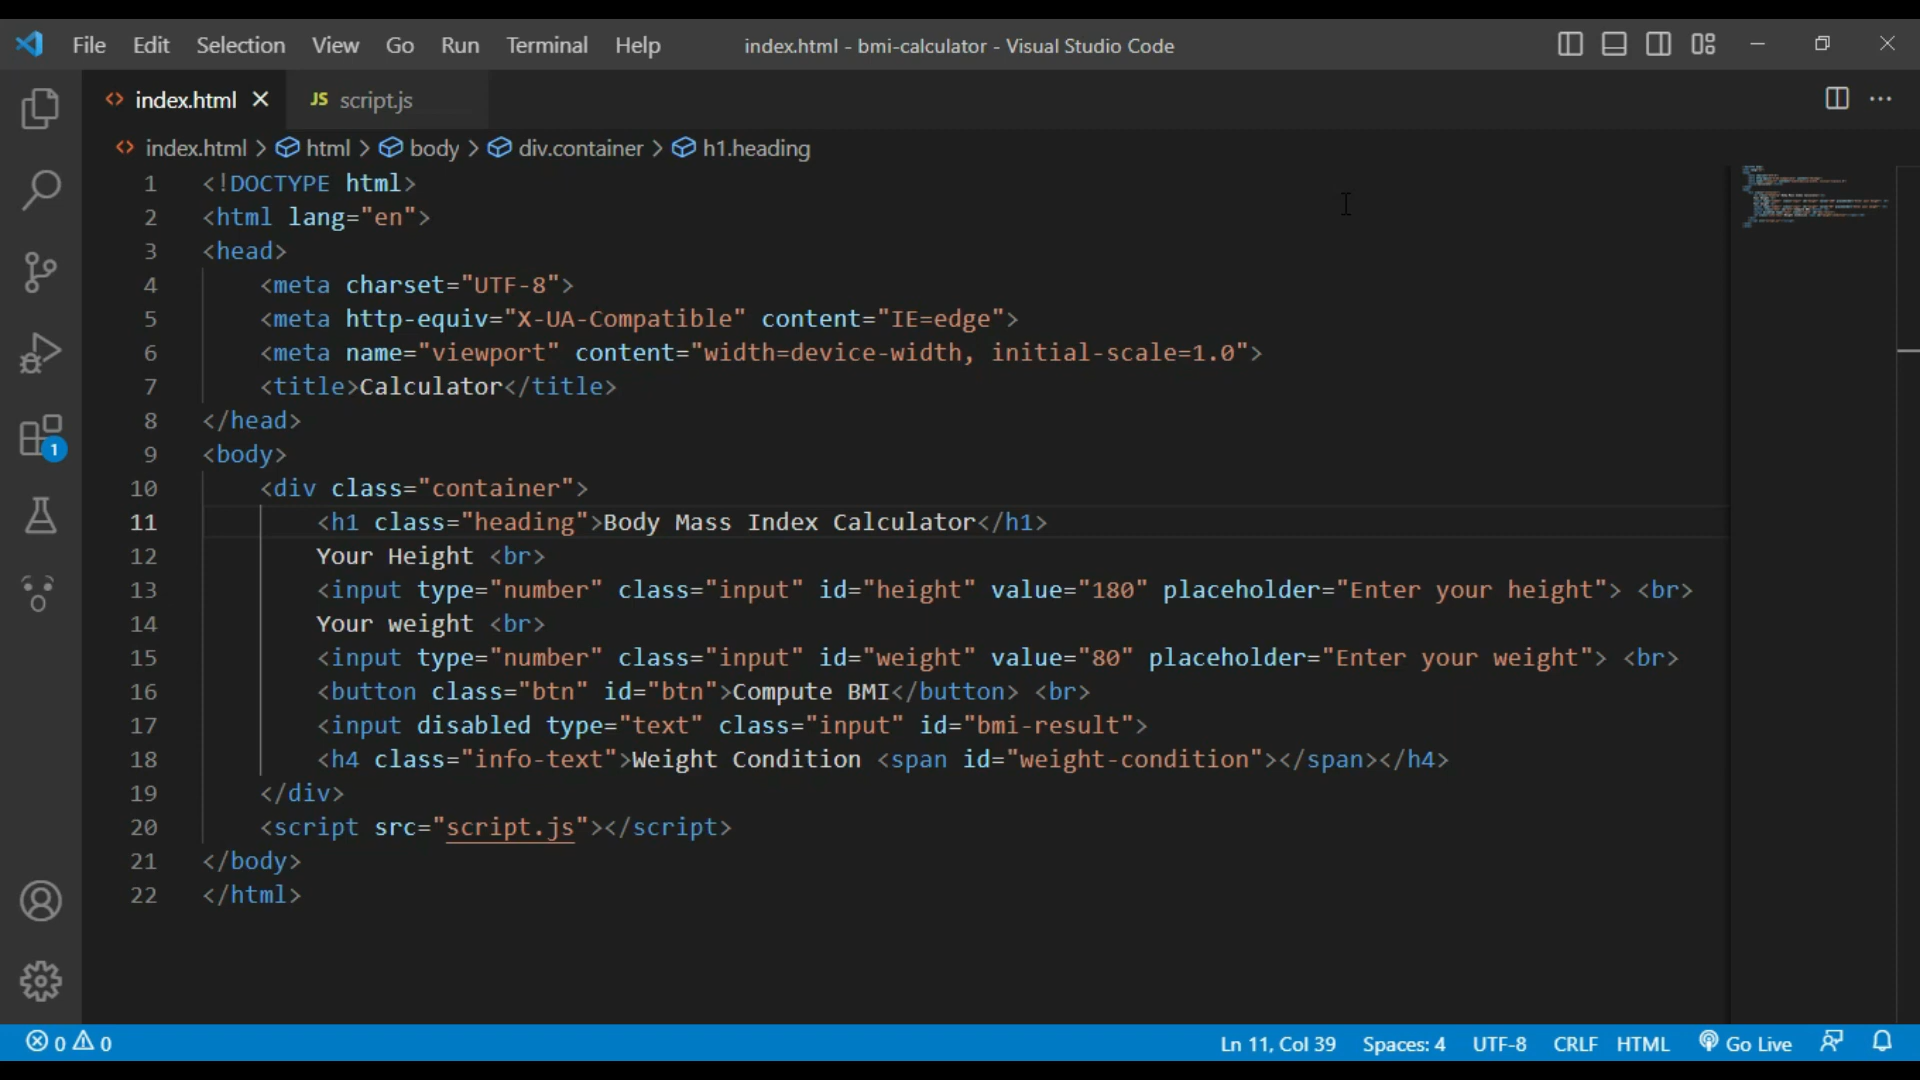 File Edit Selection View Go Run Terminal Help index.html - bmi-calculator - Visual Studio Code
index.html JS script.js
index.html > html > body > div.container > h1.heading
1 <!DOCTYPE html>
2 <html lang="en">
3 <head>
4 <meta charset="UTF-8">
5 <meta http-equiv="X-UA-Compatible" content="IE=edge">
6 <meta name="viewport" content="width=device-width, initial-scale=1.0">
7 <title>Calculator</title>
8 </head>
9 <body>
10 <div class="container">
11 <h1 class="heading">Body Mass Index Calculator</h1>
12 Your Height <br>
13 <input type="number" class="input" id="height" value="180" placeholder="Enter your height"> <br>
14 Your weight <br>
15 <input type="number" class="input" id="weight" value="80" placeholder="Enter your weight"> <br>
16 <button class="btn" id="btn">Compute BMI</button> <br>
17 <input disabled type="text" class="input" id="bmi-result">
18 <h4 class="info-text">Weight Condition <span id="weight-condition"></span></h4>
19 </div>
20 <script src="script.js"></script>
21 </body>
22 </html>
1
0 0 Ln 11, Col 39 Spaces: 4 UTF-8 CRLF HTML Go Live